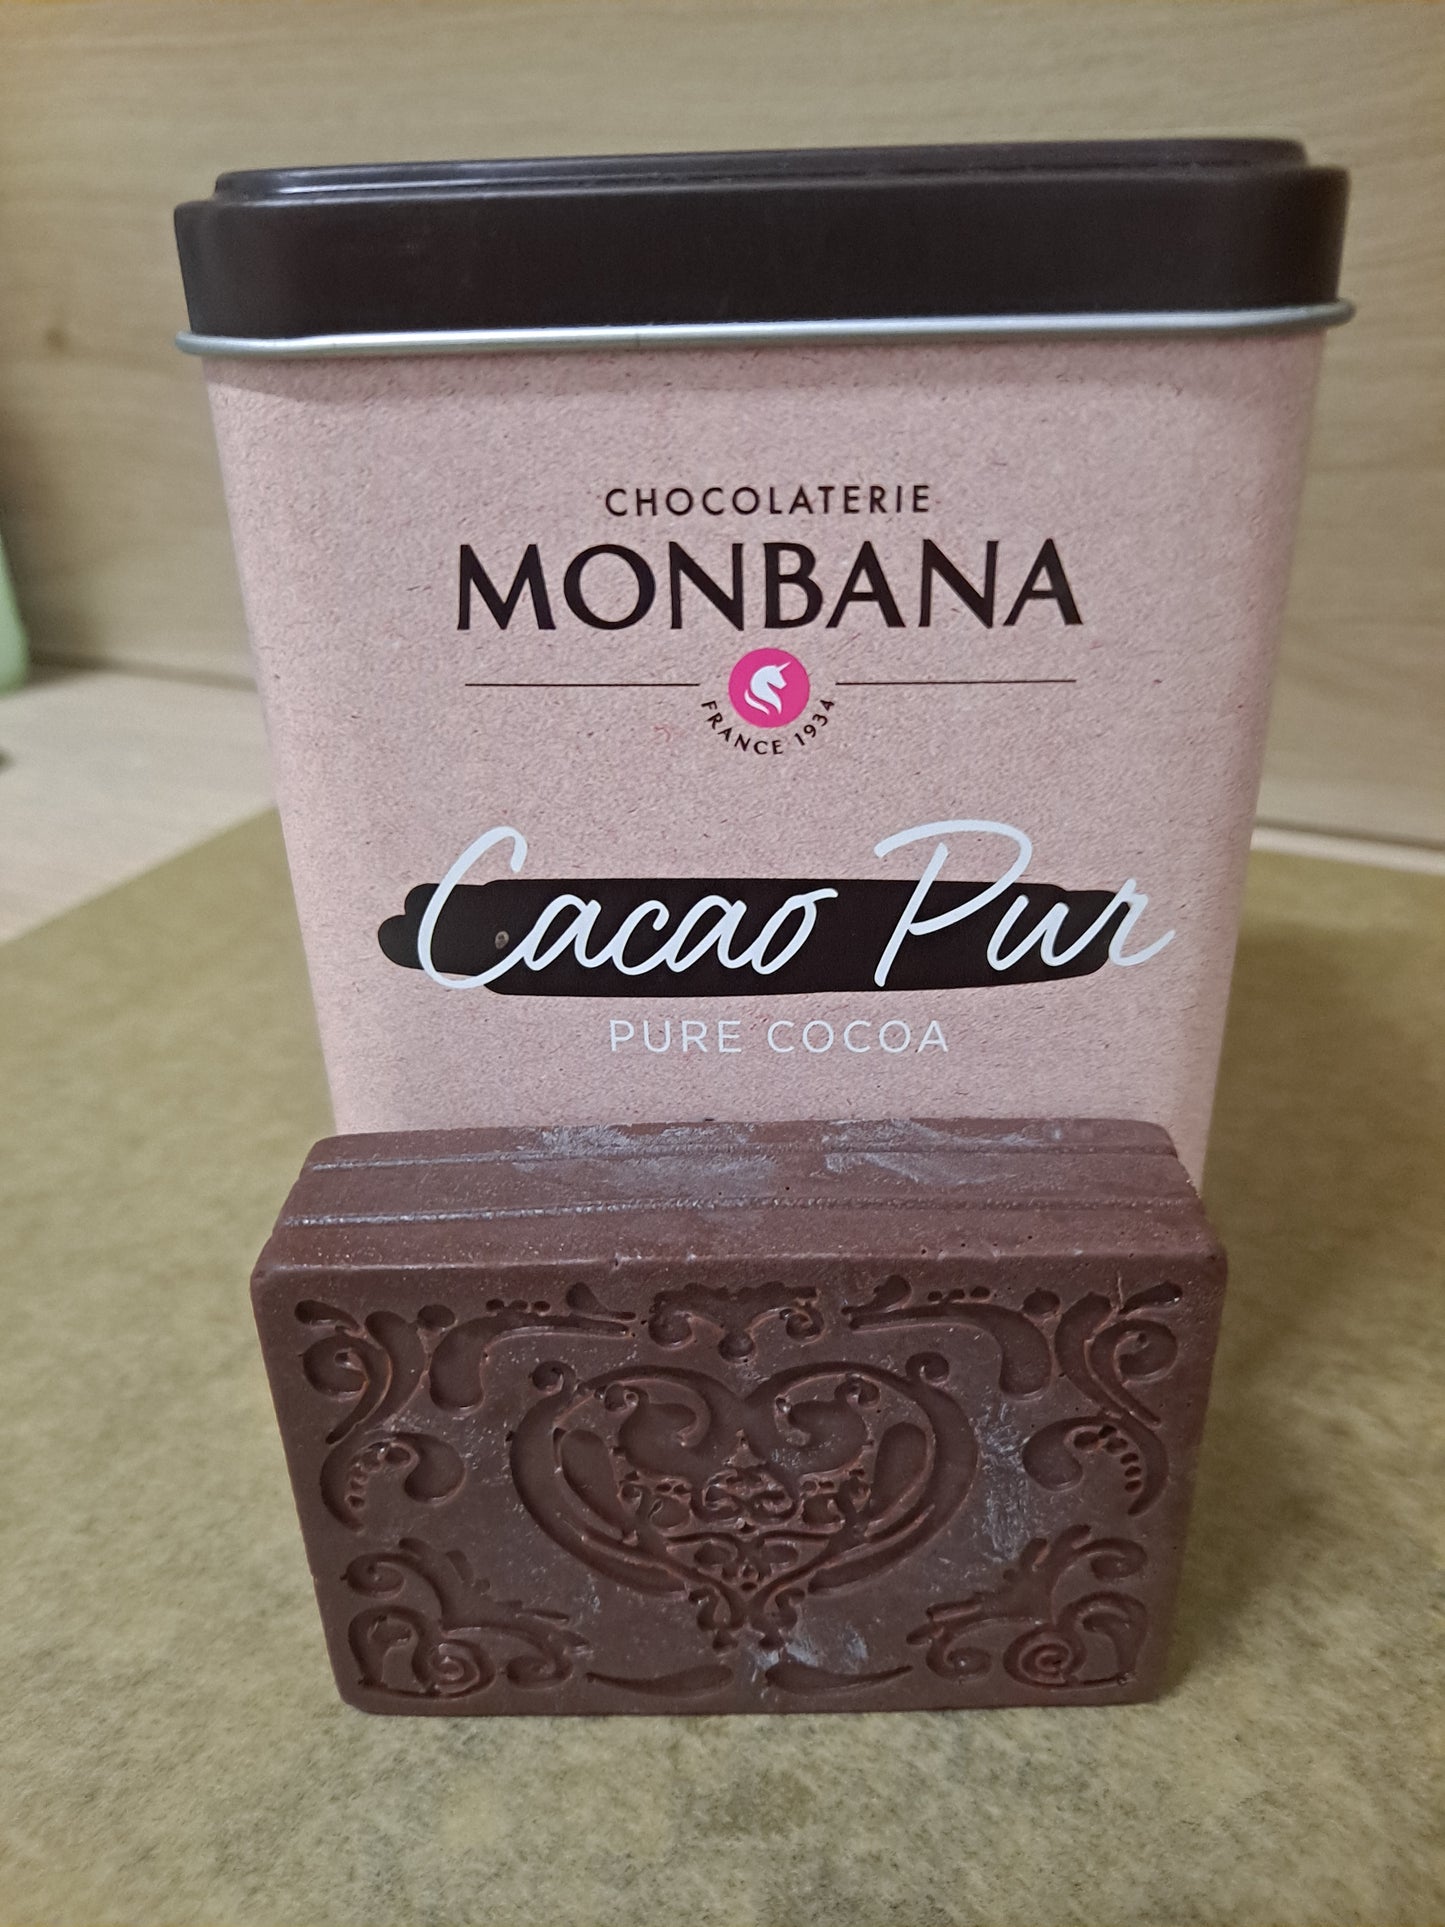 CHOCOLATERIE
MONBANA
FRANCE 1934
Cacao Pur
PURE COCOA